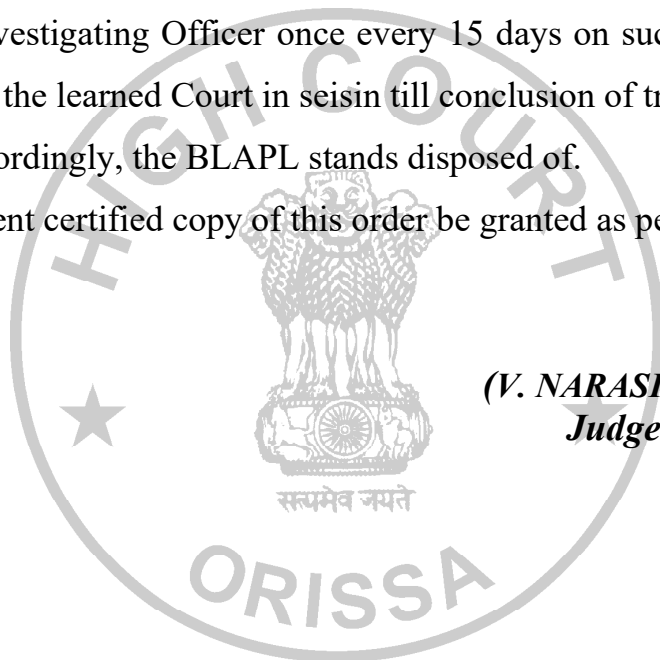 vestigating Officer once every 15 days on suc
the learned Court in seisin till conclusion of tr
ordingly, the BLAPL stands disposed of.
ent certified copy of this order be granted as pe
HIGH COURT
(V. NARASI
Judge
सत्यमेव जयते
ORISSA